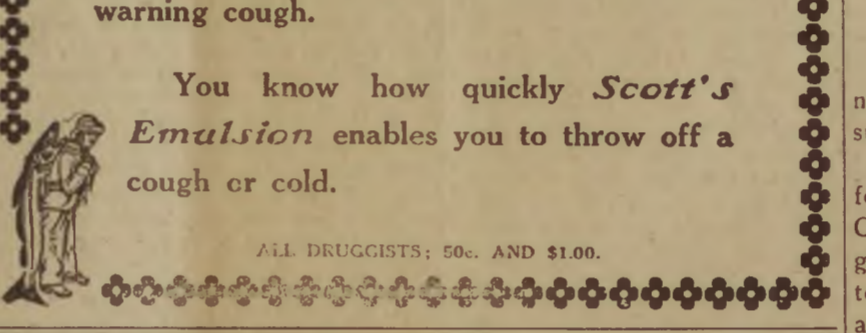 warning cough.
You know how quickly Scott's
Emulsion enables you to throw off a
cough or cold.
ALL DRUGGISTS; 50c. AND $1.00.